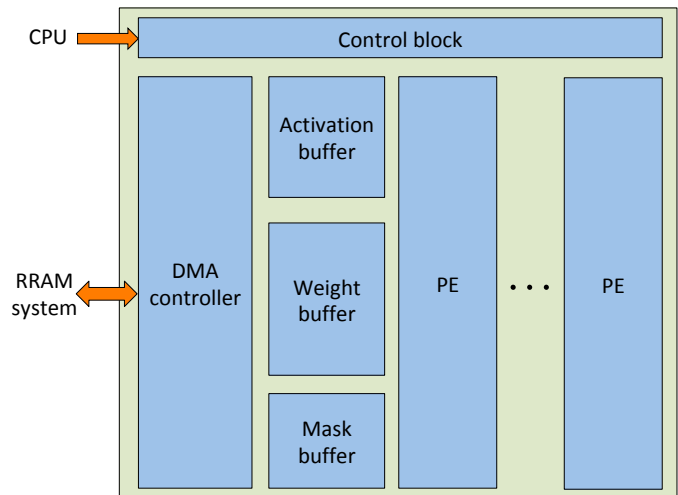 CPU
Control block
Activation
buffer
RRAM
system
DMA
controller
Weight
buffer
PE
...
PE
Mask
buffer